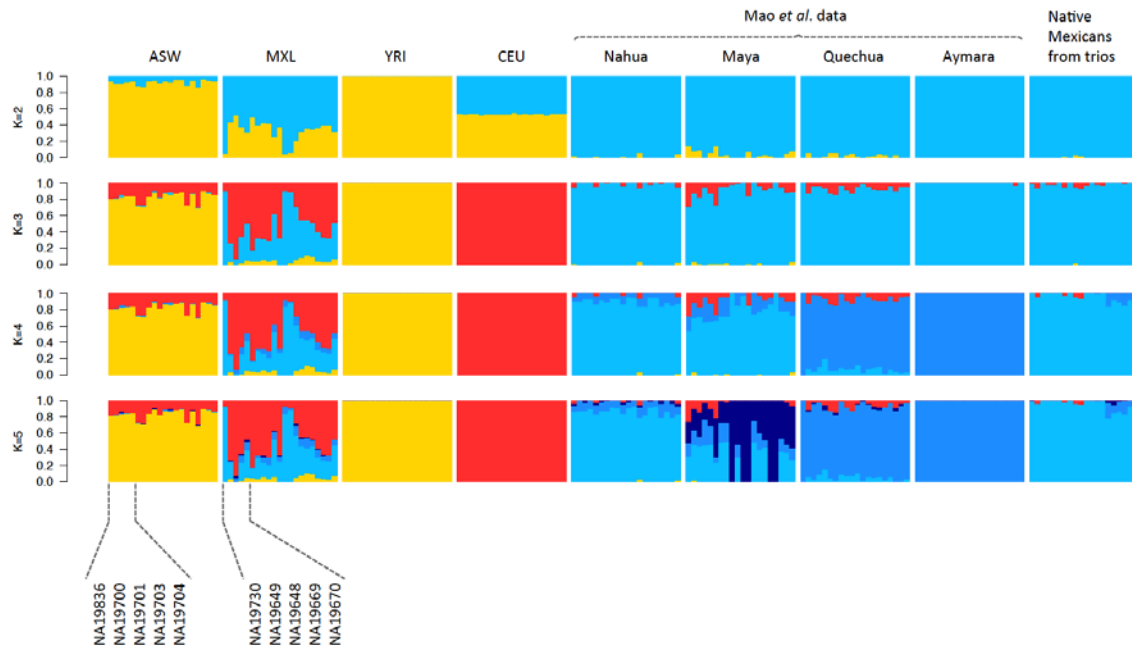 Mao et al. data
Native
Mexicans
from trios
ASW MXL YRI CEU Nahua Maya Quechua Aymara
K=2
1.0
0.8
0.6
0.4
0.2
0.0
K=3
1.0
0.8
0.6
0.4
0.2
0.0
K=4
1.0
0.8
0.6
0.4
0.2
0.0
K=5
1.0
0.8
0.6
0.4
0.2
0.0
NA19836
NA19700
NA19701
NA19703
NA19704
NA19730
NA19649
NA19648
NA19669
NA19670